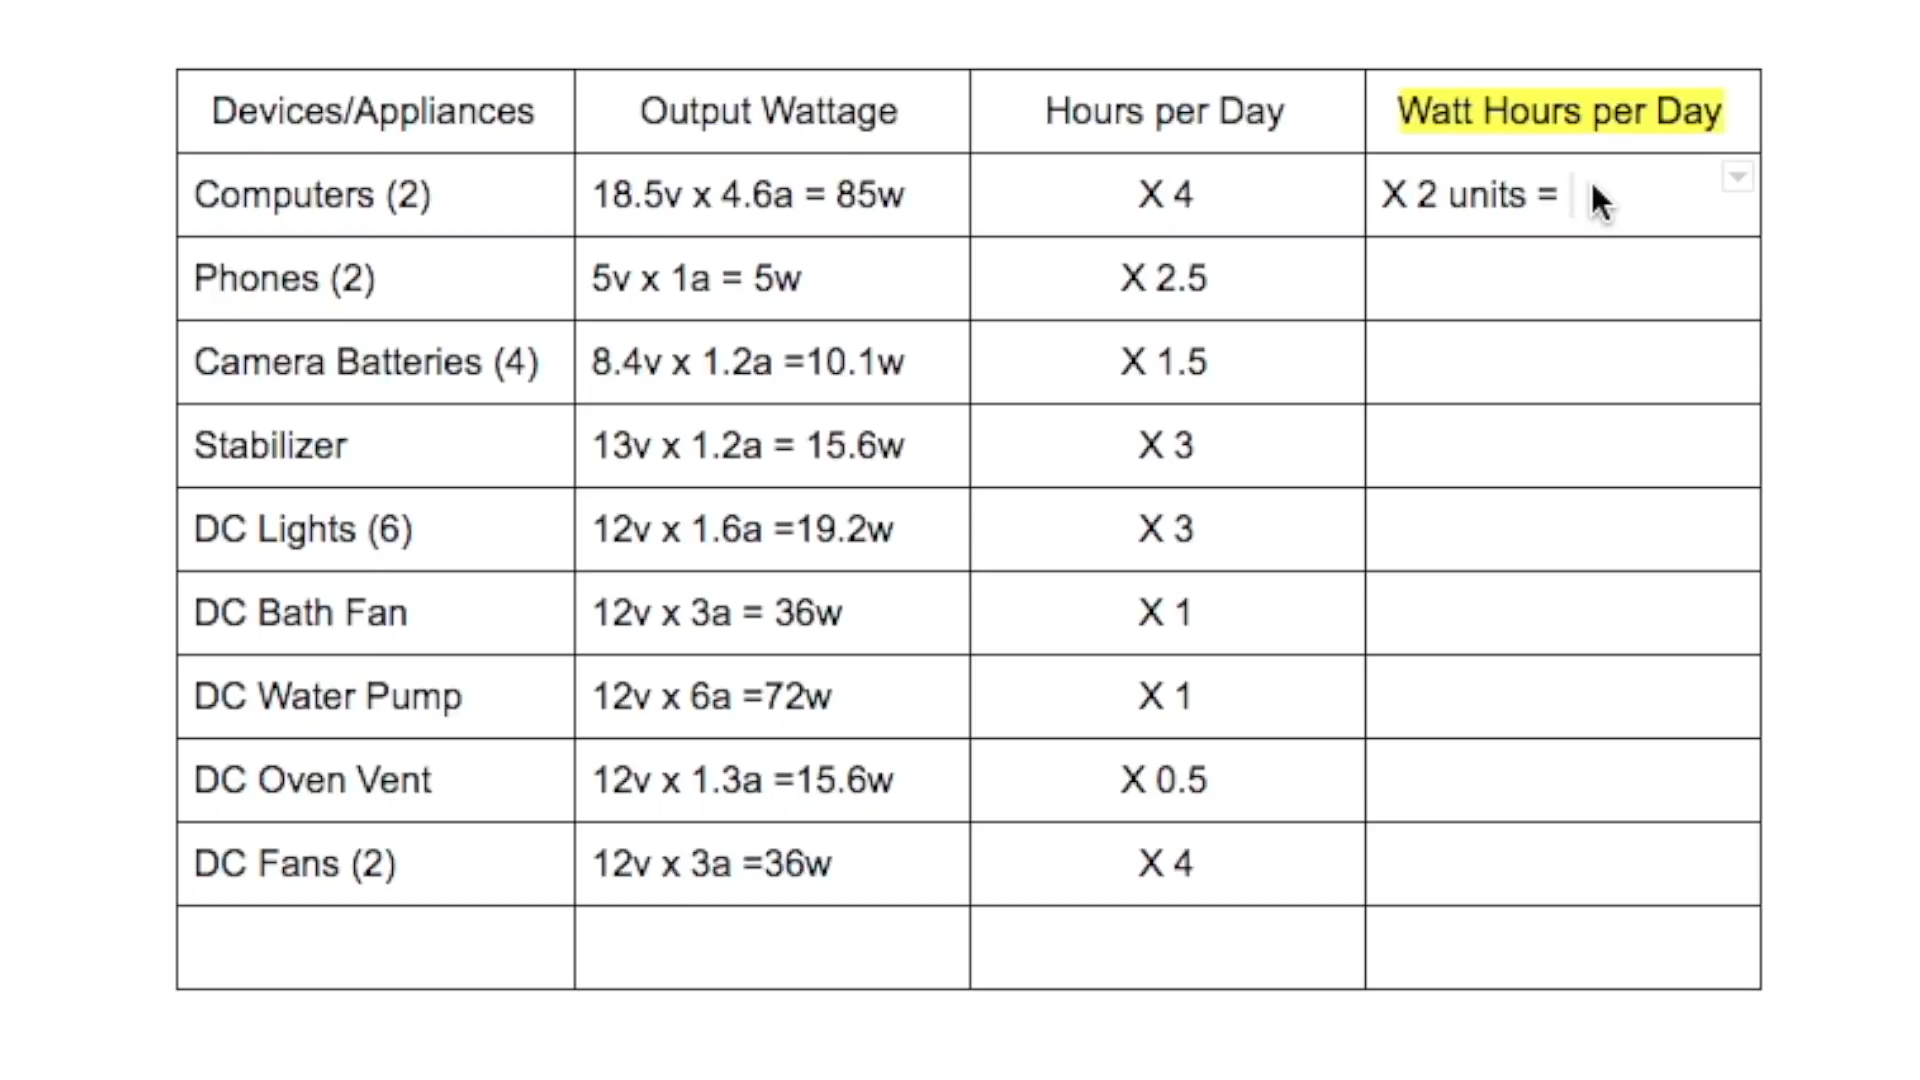 Devices/Appliances Output Wattage Hours per Day Watt Hours per Day
Computers (2) 18.5v x 4.6a = 85w X 4 X 2 units =
Phones (2) 5v x 1a = 5w X 2.5
Camera Batteries (4) 8.4v x 1.2a =10.1w X 1.5
Stabilizer 13v x 1.2a = 15.6w X 3
DC Lights (6) 12v x 1.6a =19.2w X 3
DC Bath Fan 12v x 3a = 36w X 1
DC Water Pump 12v x 6a =72w X 1
DC Oven Vent 12v x 1.3a =15.6w X 0.5
DC Fans (2) 12v x 3a =36w X 4